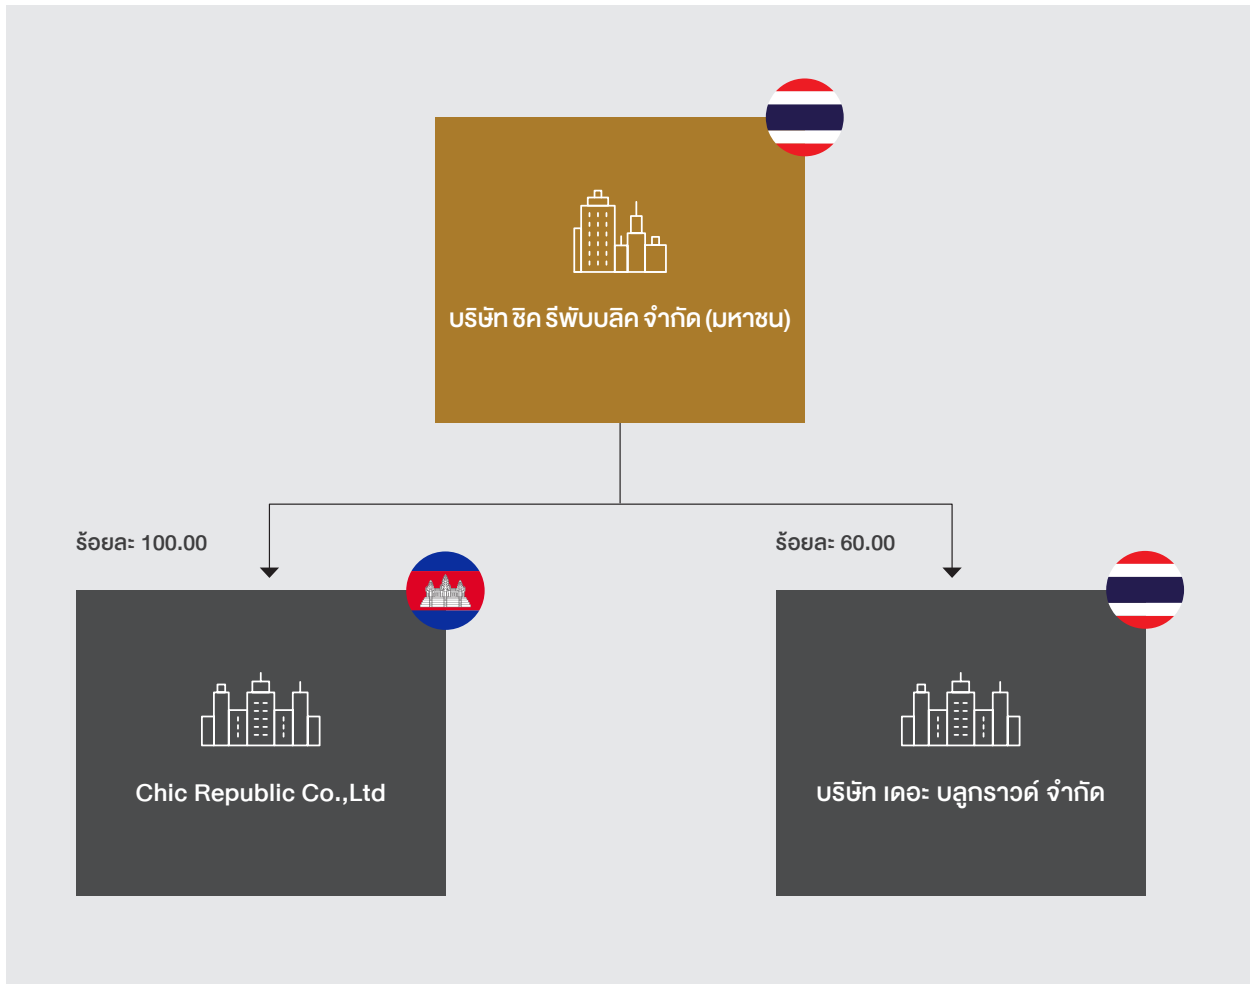 บริษัท ชิค รีพับบลิค จำกัด (มหาชน)
ร้อยละ 100.00
ร้อยละ 60.00
Chic Republic Co.,Ltd
บริษัท เดอะ บลูกราวด์ จำกัด